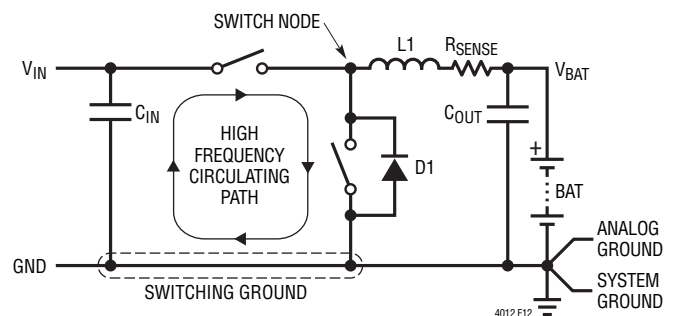 SWITCH NODE
L1
RSENSE
VIN
VBAT
CIN
COUT
HIGH
FREQUENCY
CIRCULATING
PATH
D1
+
BAT
ANALOG
GROUND
GND
SWITCHING GROUND
SYSTEM
GROUND
4012 F12